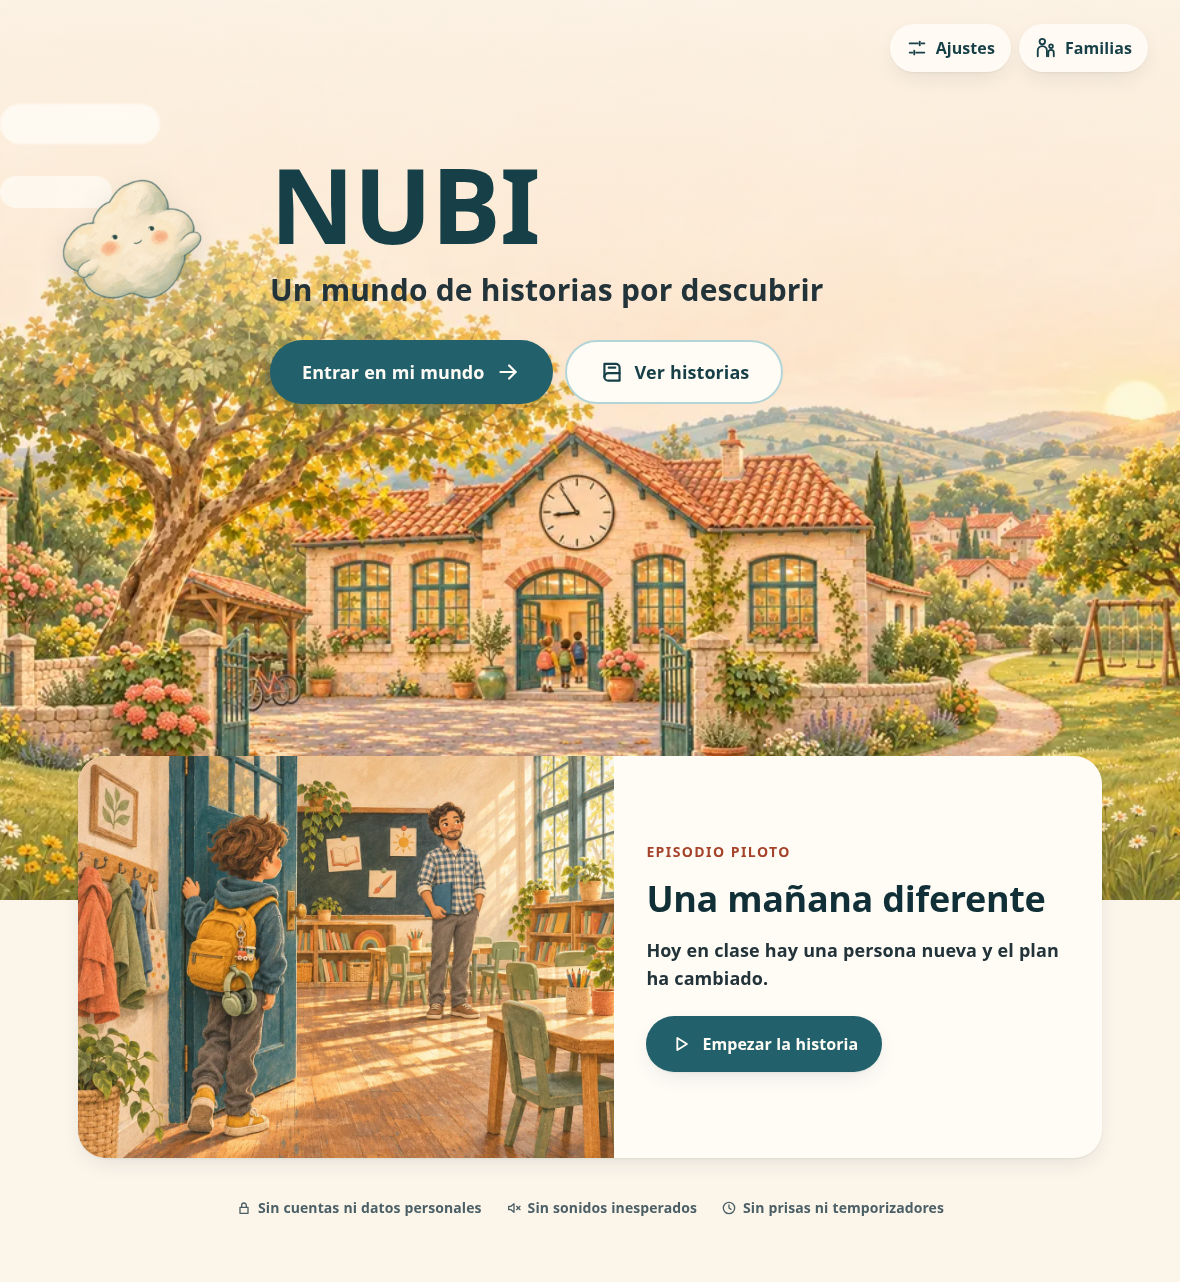 Ajustes
Familias
NUBI
Un mundo de historias por descubrir
Entrar en mi mundo
Ver historias
EPISODIO PILOTO
Una mañana diferente
Hoy en clase hay una persona nueva y el plan
ha cambiado.
Empezar la historia
Sin cuentas ni datos personales
Sin sonidos inesperados
Sin prisas ni temporizadores